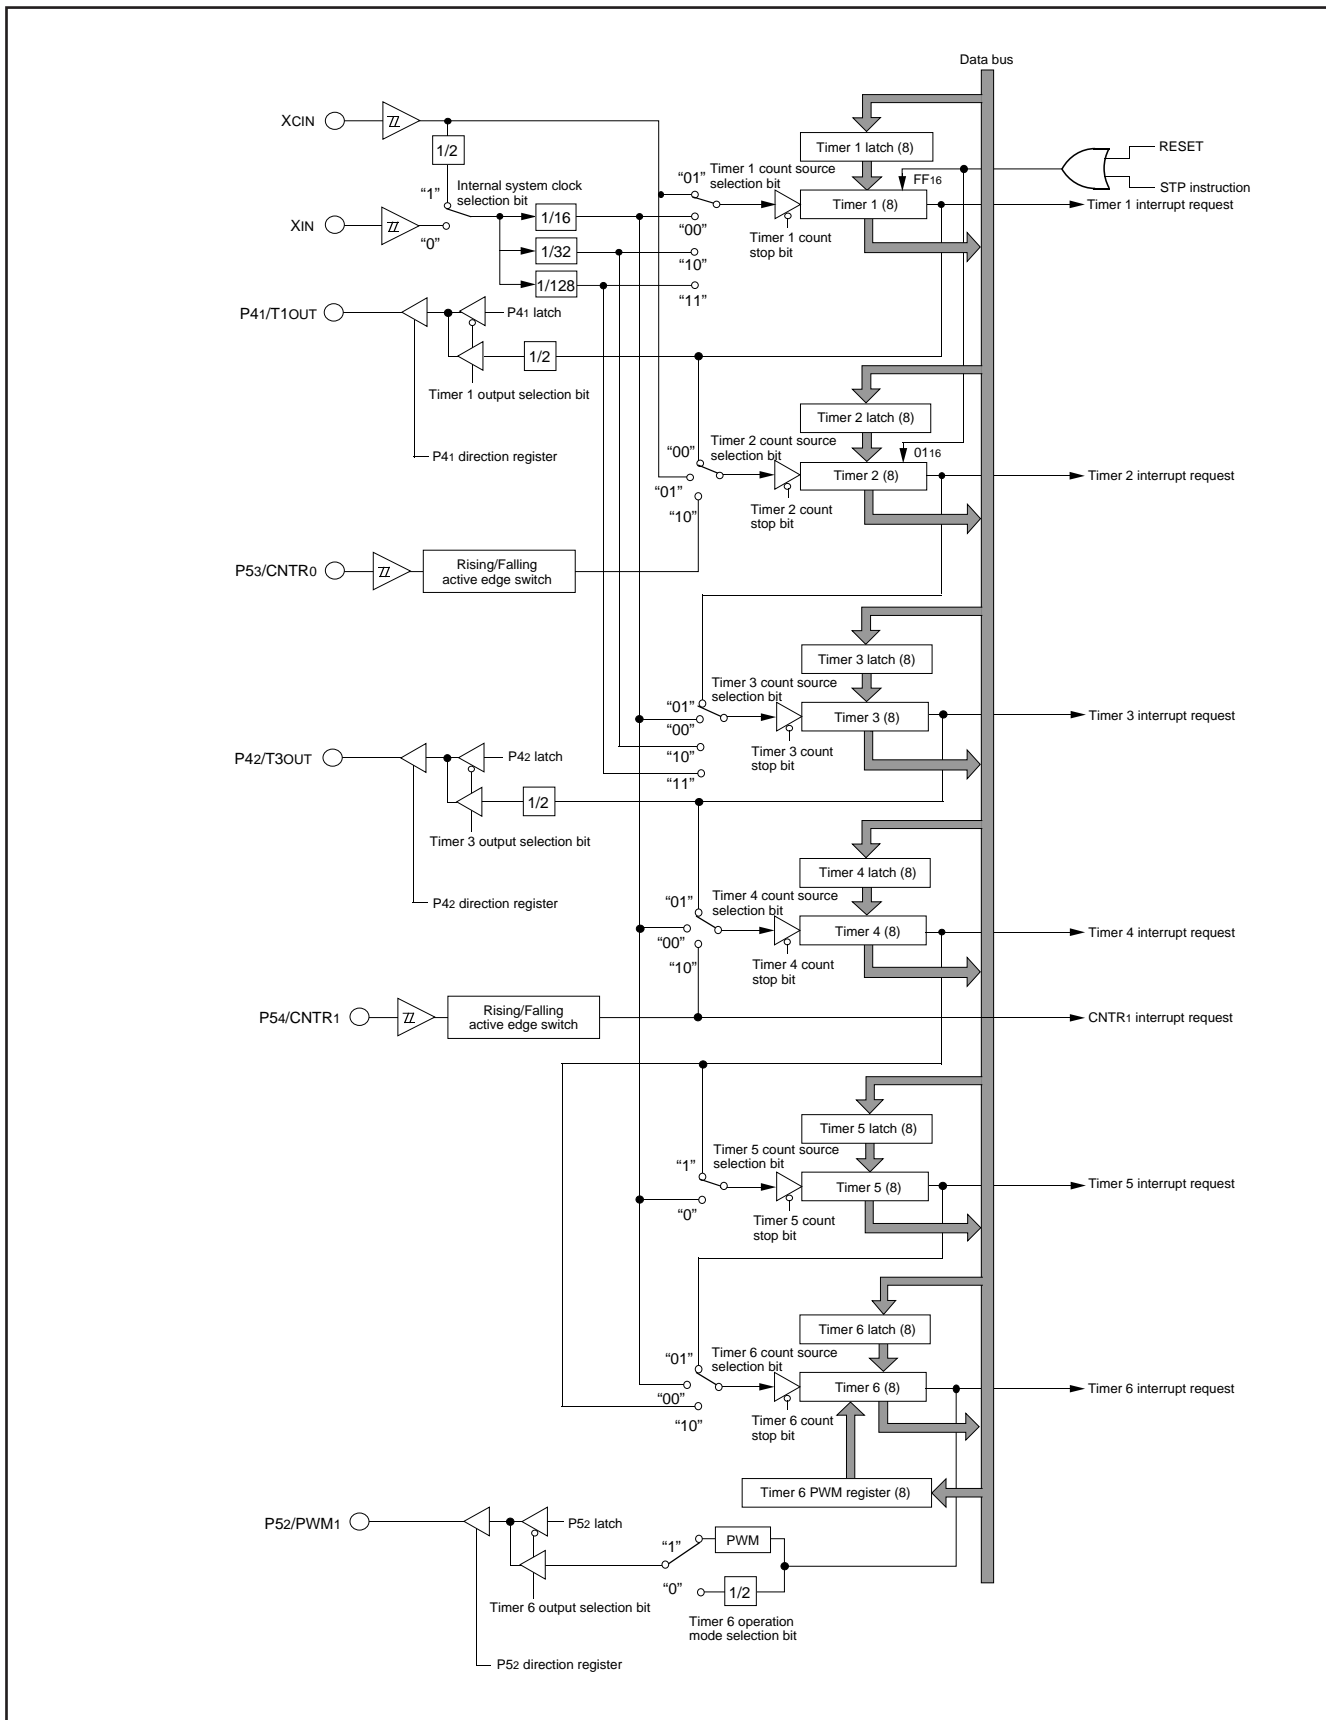 Data bus
XCIN
1/2
Timer 1 latch (8)
RESET
STP instruction
FF16
“1”
Internal system clock
selection bit
“01”
Timer 1 count source
selection bit
XIN
“0”
1/16
“00”
Timer 1 (8)
Timer 1 interrupt request
1/32
“10”
Timer 1 count
stop bit
1/128
“11”
P41/T1OUT
P41 latch
1/2
Timer 1 output selection bit
P41 direction register
Timer 2 latch (8)
“00”
Timer 2 count source
selection bit
0116
Timer 2 (8)
Timer 2 interrupt request
“01”
“10”
Timer 2 count
stop bit
P53/CNTR0
Rising/Falling
active edge switch
Timer 3 latch (8)
Timer 3 count source
selection bit
“01”
“00”
Timer 3 (8)
Timer 3 interrupt request
“10”
Timer 3 count
stop bit
“11”
P42/T3OUT
P42 latch
1/2
Timer 3 output selection bit
P42 direction register
Timer 4 latch (8)
“01”
Timer 4 count source
selection bit
Timer 4 (8)
Timer 4 interrupt request
“00”
“10”
Timer 4 count
stop bit
P54/CNTR1
Rising/Falling
active edge switch
CNTR1 interrupt request
Timer 5 latch (8)
“1”
Timer 5 count source
selection bit
Timer 5 (8)
Timer 5 interrupt request
“0”
Timer 5 count
stop bit
Timer 6 latch (8)
“01”
Timer 6 count source
selection bit
Timer 6 (8)
Timer 6 interrupt request
“00”
“10”
Timer 6 count
stop bit
Timer 6 PWM register (8)
P52/PWM1
P52 latch
“1”
PWM
“0”
1/2
Timer 6 output selection bit
Timer 6 operation
mode selection bit
P52 direction register